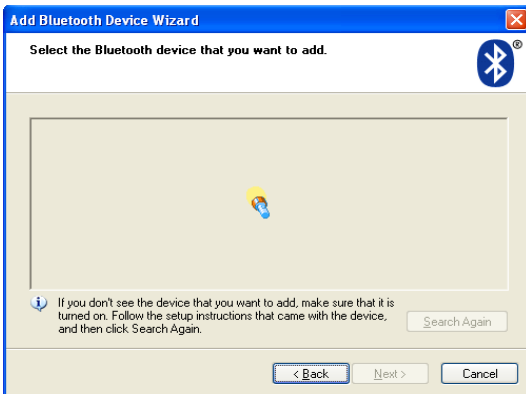 Add Bluetooth Device Wizard
Select the Bluetooth device that you want to add.
®
If you don't see the device that you want to add, make sure that it is
turned on. Follow the setup instructions that came with the device,
and then click Search Again.
Search Again
< Back
Next >
Cancel